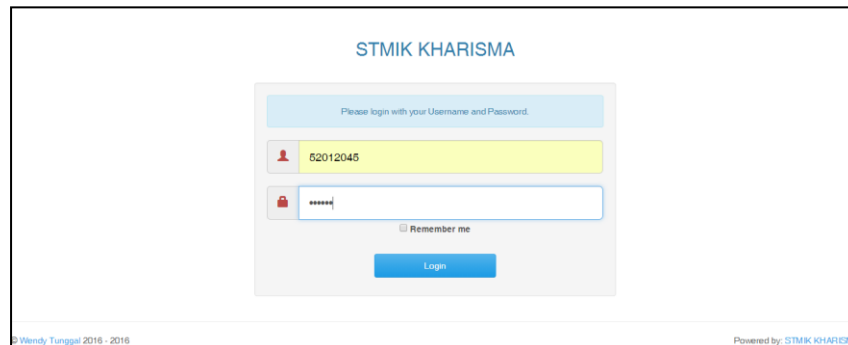 STMIK KHARISMA
Please login with your Username and Password.
52012045
••••••
Remember me
Login
© Wendy Tunggal 2016 - 2016
Powered by: STMIK KHARISM